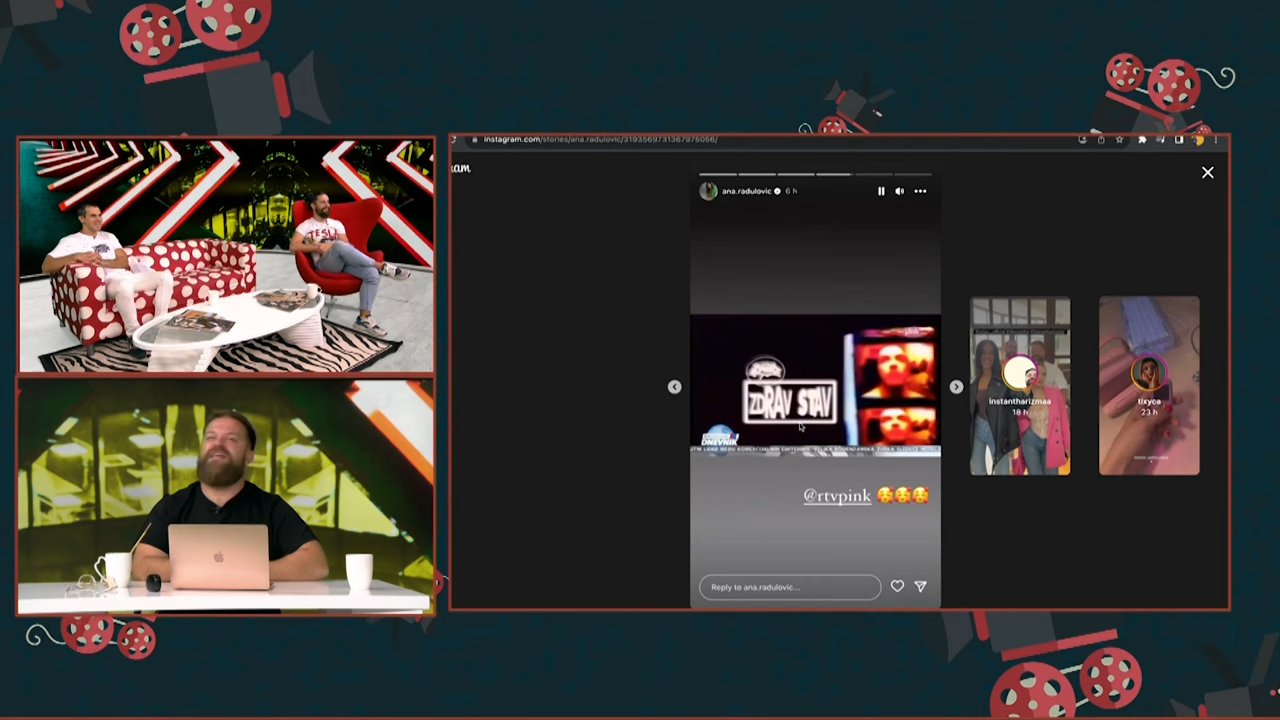 instagram.com/stories/ana.radulovic/3193569731367975056/
am
ana.radulovic 6 h
TESLA
ZDRAV STAV
DNEVNIK
@rtvpink 🥰🥰🥰
instantharizmaa
18 h
tixyca
23 h
Reply to ana.radulovic...